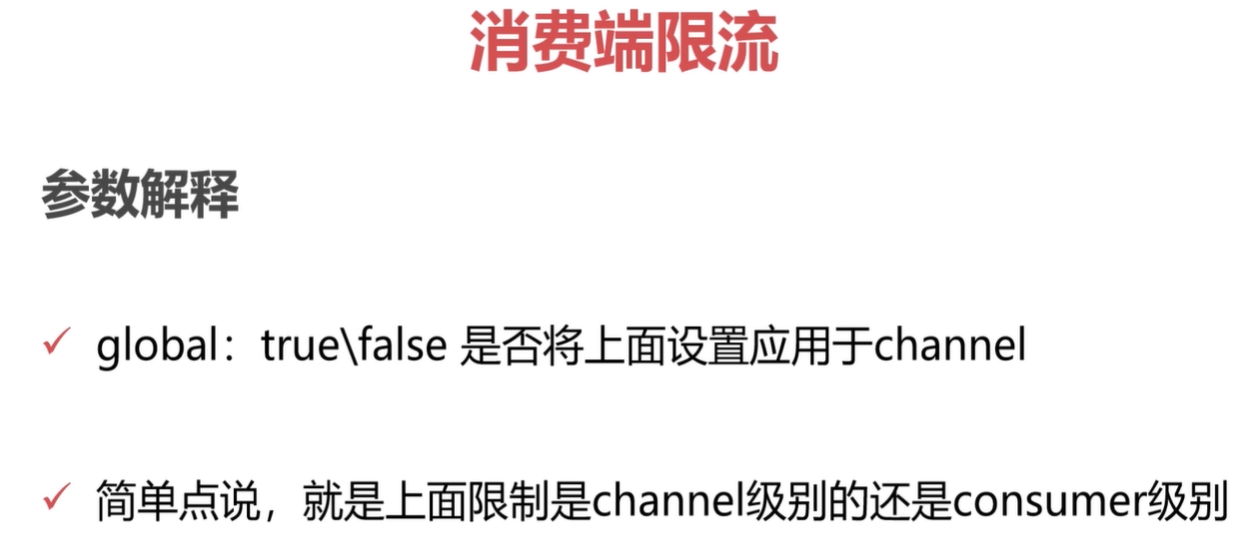 消费端限流
参数解释
global：true\false 是否将上面设置应用于channel
简单点说，就是上面限制是channel级别的还是consumer级别